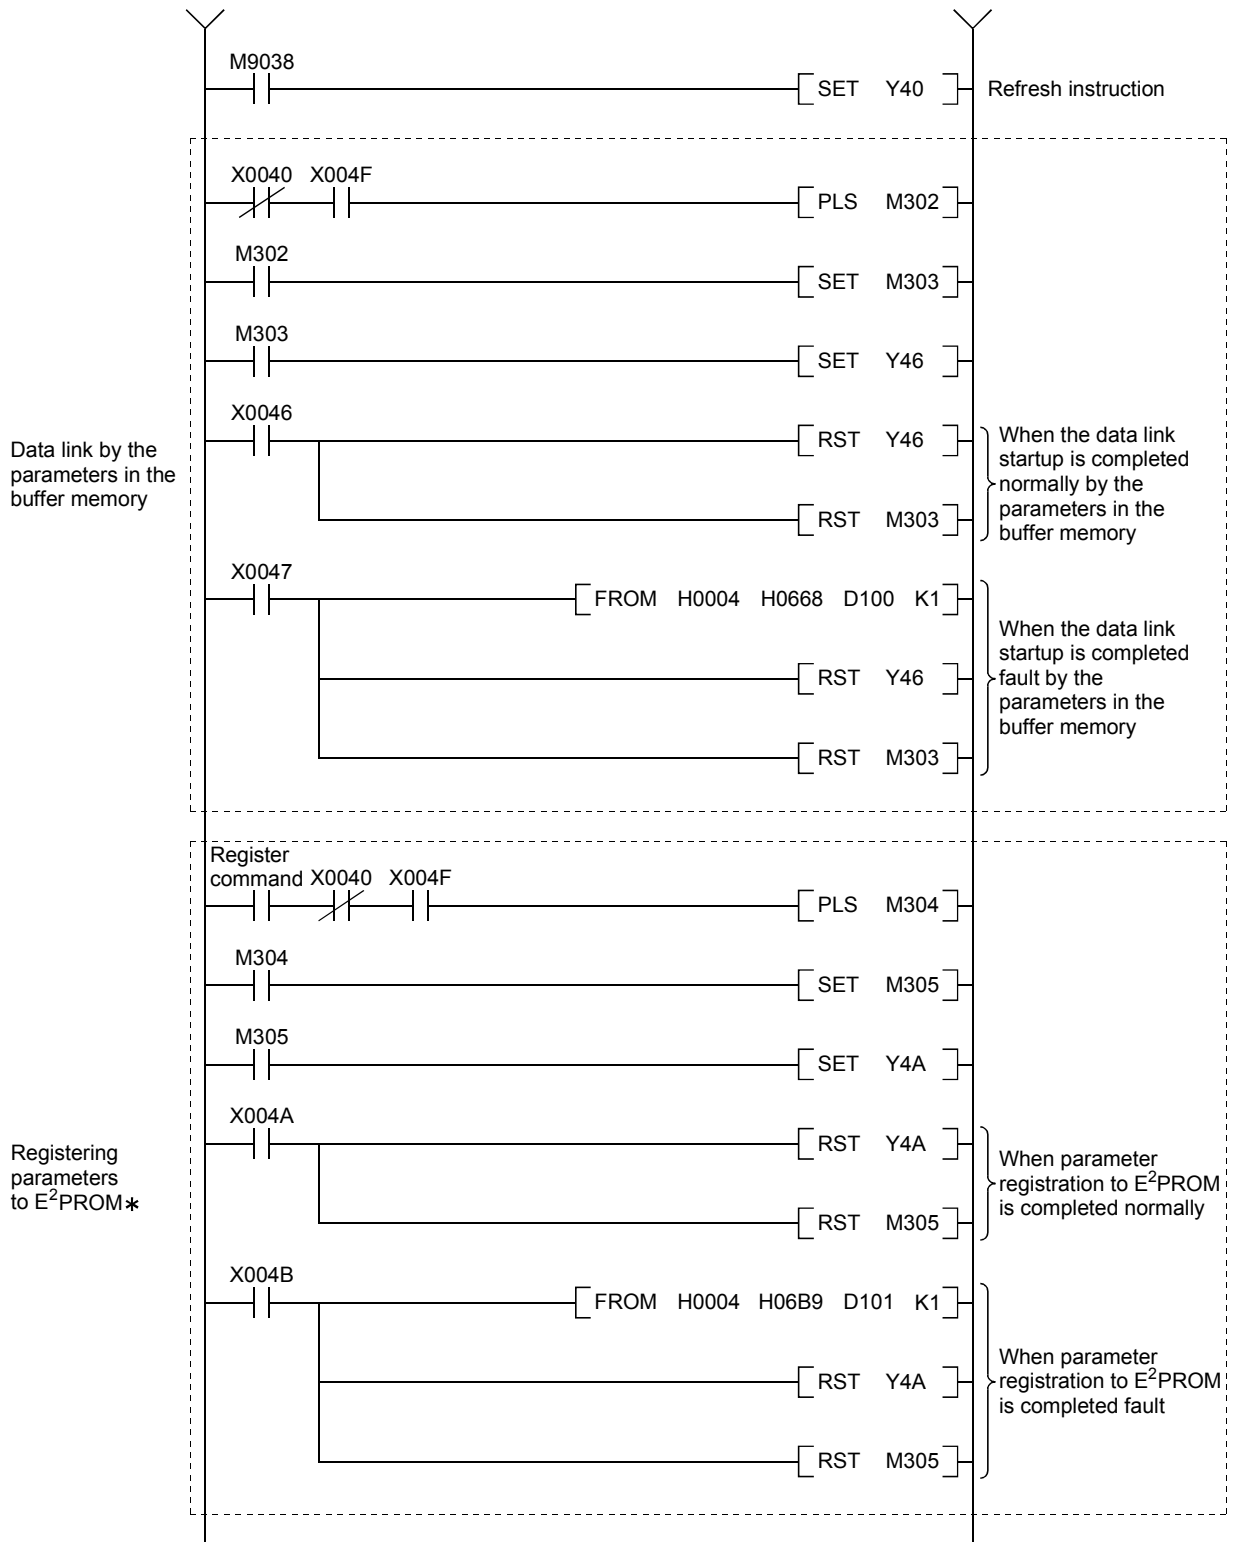 M9038
SET Y40 Refresh instruction
X0040 X004F
PLS M302
M302
SET M303
M303
SET Y46
X0046
RST Y46
RST M303
When the data link
startup is completed
normally by the
parameters in the
buffer memory
Data link by the
parameters in the
buffer memory
X0047
FROM H0004 H0668 D100 K1
RST Y46
RST M303
When the data link
startup is completed
fault by the
parameters in the
buffer memory
Register
command X0040 X004F
PLS M304
M304
SET M305
M305
SET Y4A
X004A
RST Y4A
RST M305
When parameter
registration to E²PROM
is completed normally
Registering
parameters
to E²PROM*
X004B
FROM H0004 H06B9 D101 K1
RST Y4A
RST M305
When parameter
registration to E²PROM
is completed fault